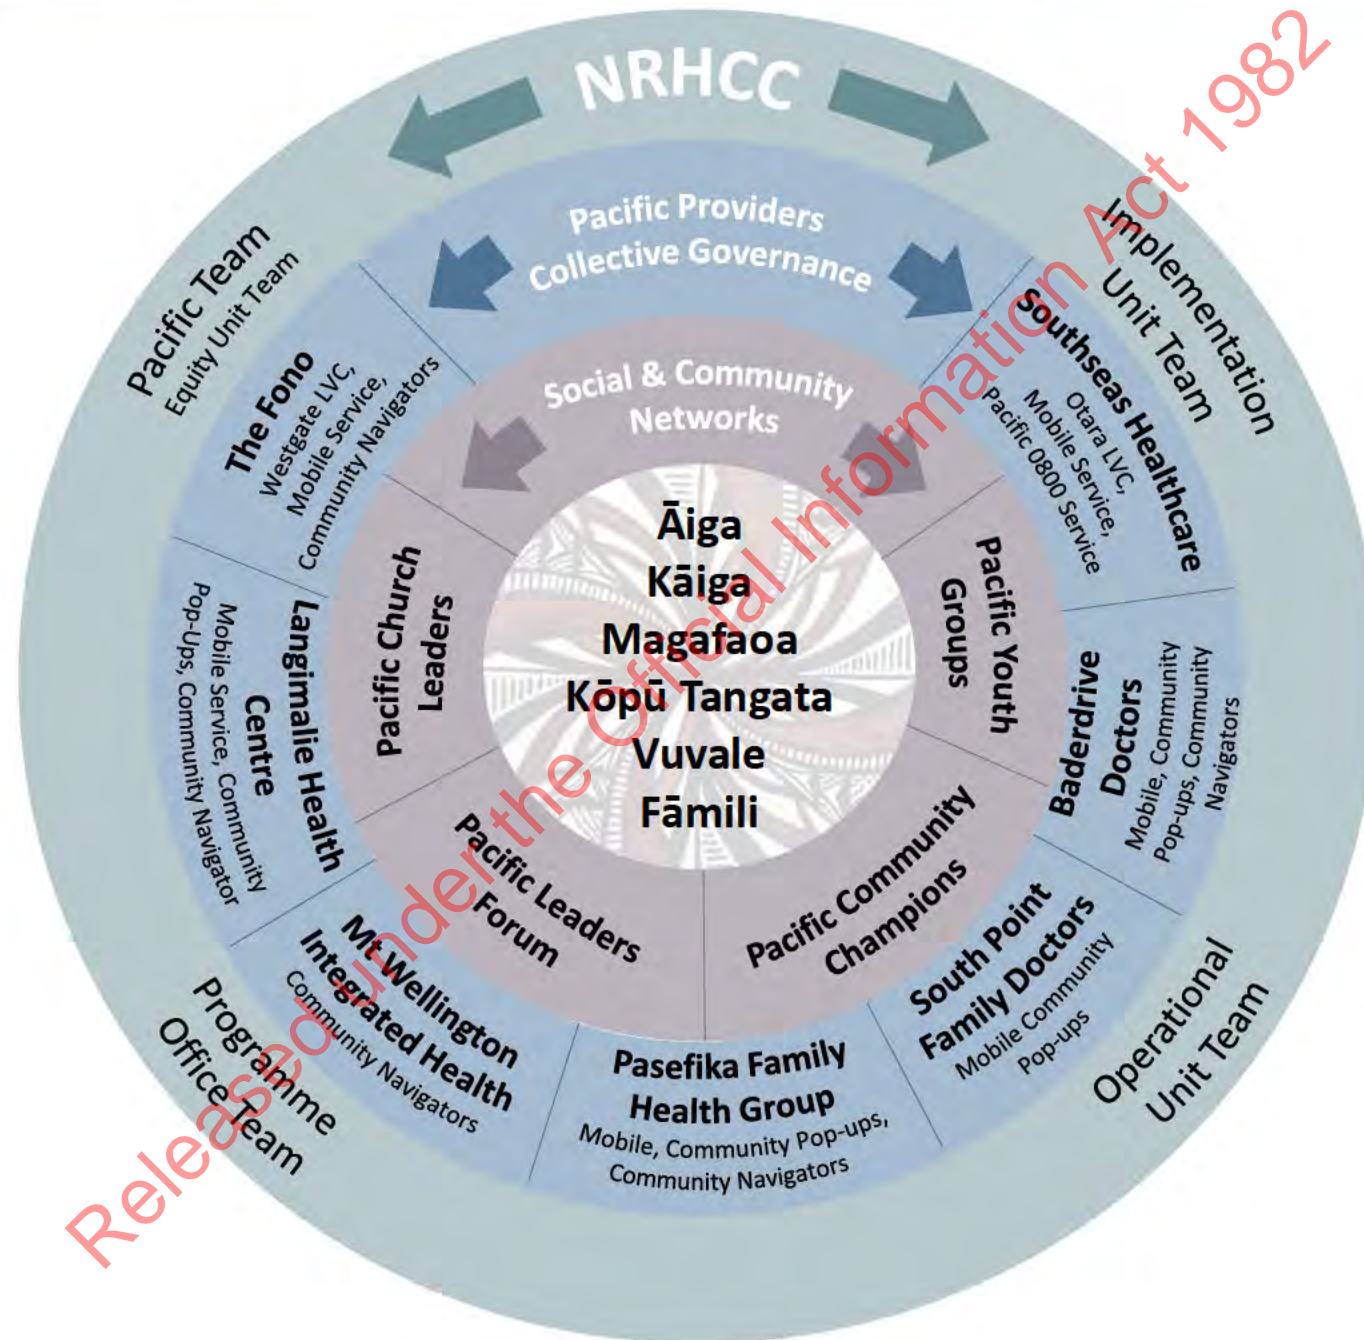 NRHCC
Pacific Team
Equity Unit Team
Implementation
Unit Team
Operational
Unit Team
Programme
Office Team
Pacific Providers
Collective Governance
The Fono
Westgate LVC,
Mobile Service,
Community Navigators
Southseas Healthcare
Otara LVC,
Mobile Service,
Pacific 0800 Service
Baderdrive
Doctors
Mobile, Community
Pop-ups, Community
Navigators
South Point
Family Doctors
Mobile Community
Pop-ups
Pasefika Family
Health Group
Mobile, Community Pop-ups,
Community Navigators
Mt Wellington
Integrated Health
Community Navigators
Langimalie Health
Centre
Mobile Service, Community
Pop-Ups, Community Navigator
Social & Community
Networks
Pacific Church
Leaders
Pacific Youth
Groups
Pacific Community
Champions
Pacific Leaders
Forum
Āiga
Kāiga
Magafaoa
Kōpū Tangata
Vuvale
Fāmili
Released under the Official Information Act 1982